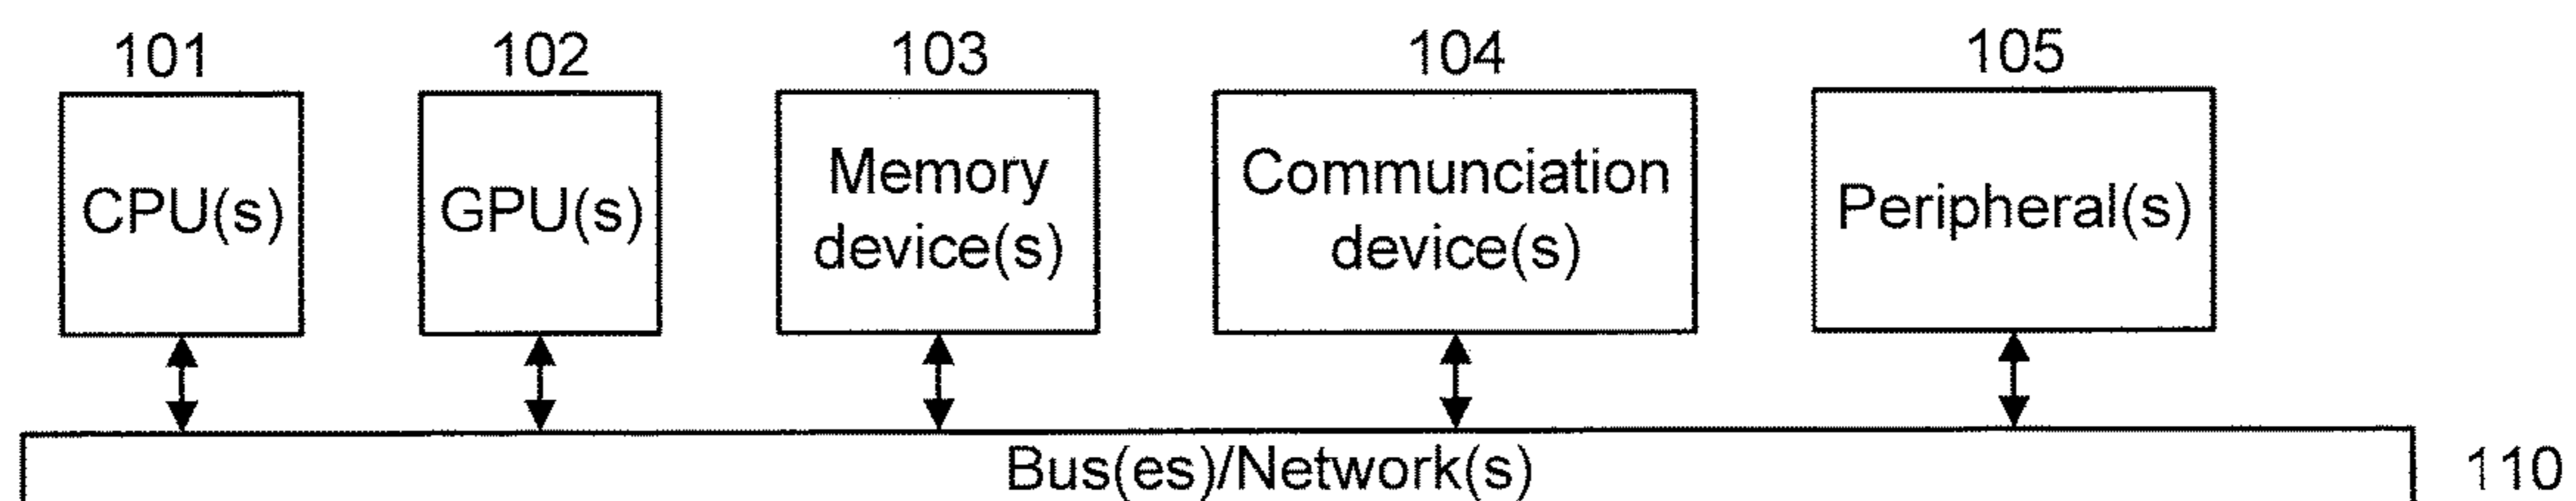 101
102
103
104
105
CPU(s)
GPU(s)
Memory
device(s)
Communciation
device(s)
Peripheral(s)
Bus(es)/Network(s)
110